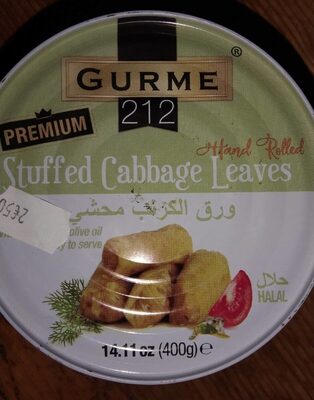 GURME®
212
PREMIUM
Hand Rolled
Stuffed Cabbage Leaves
ورق الكرنب محشي
olive oil
to serve
حلال
HALAL
14.11 oz (400g) e